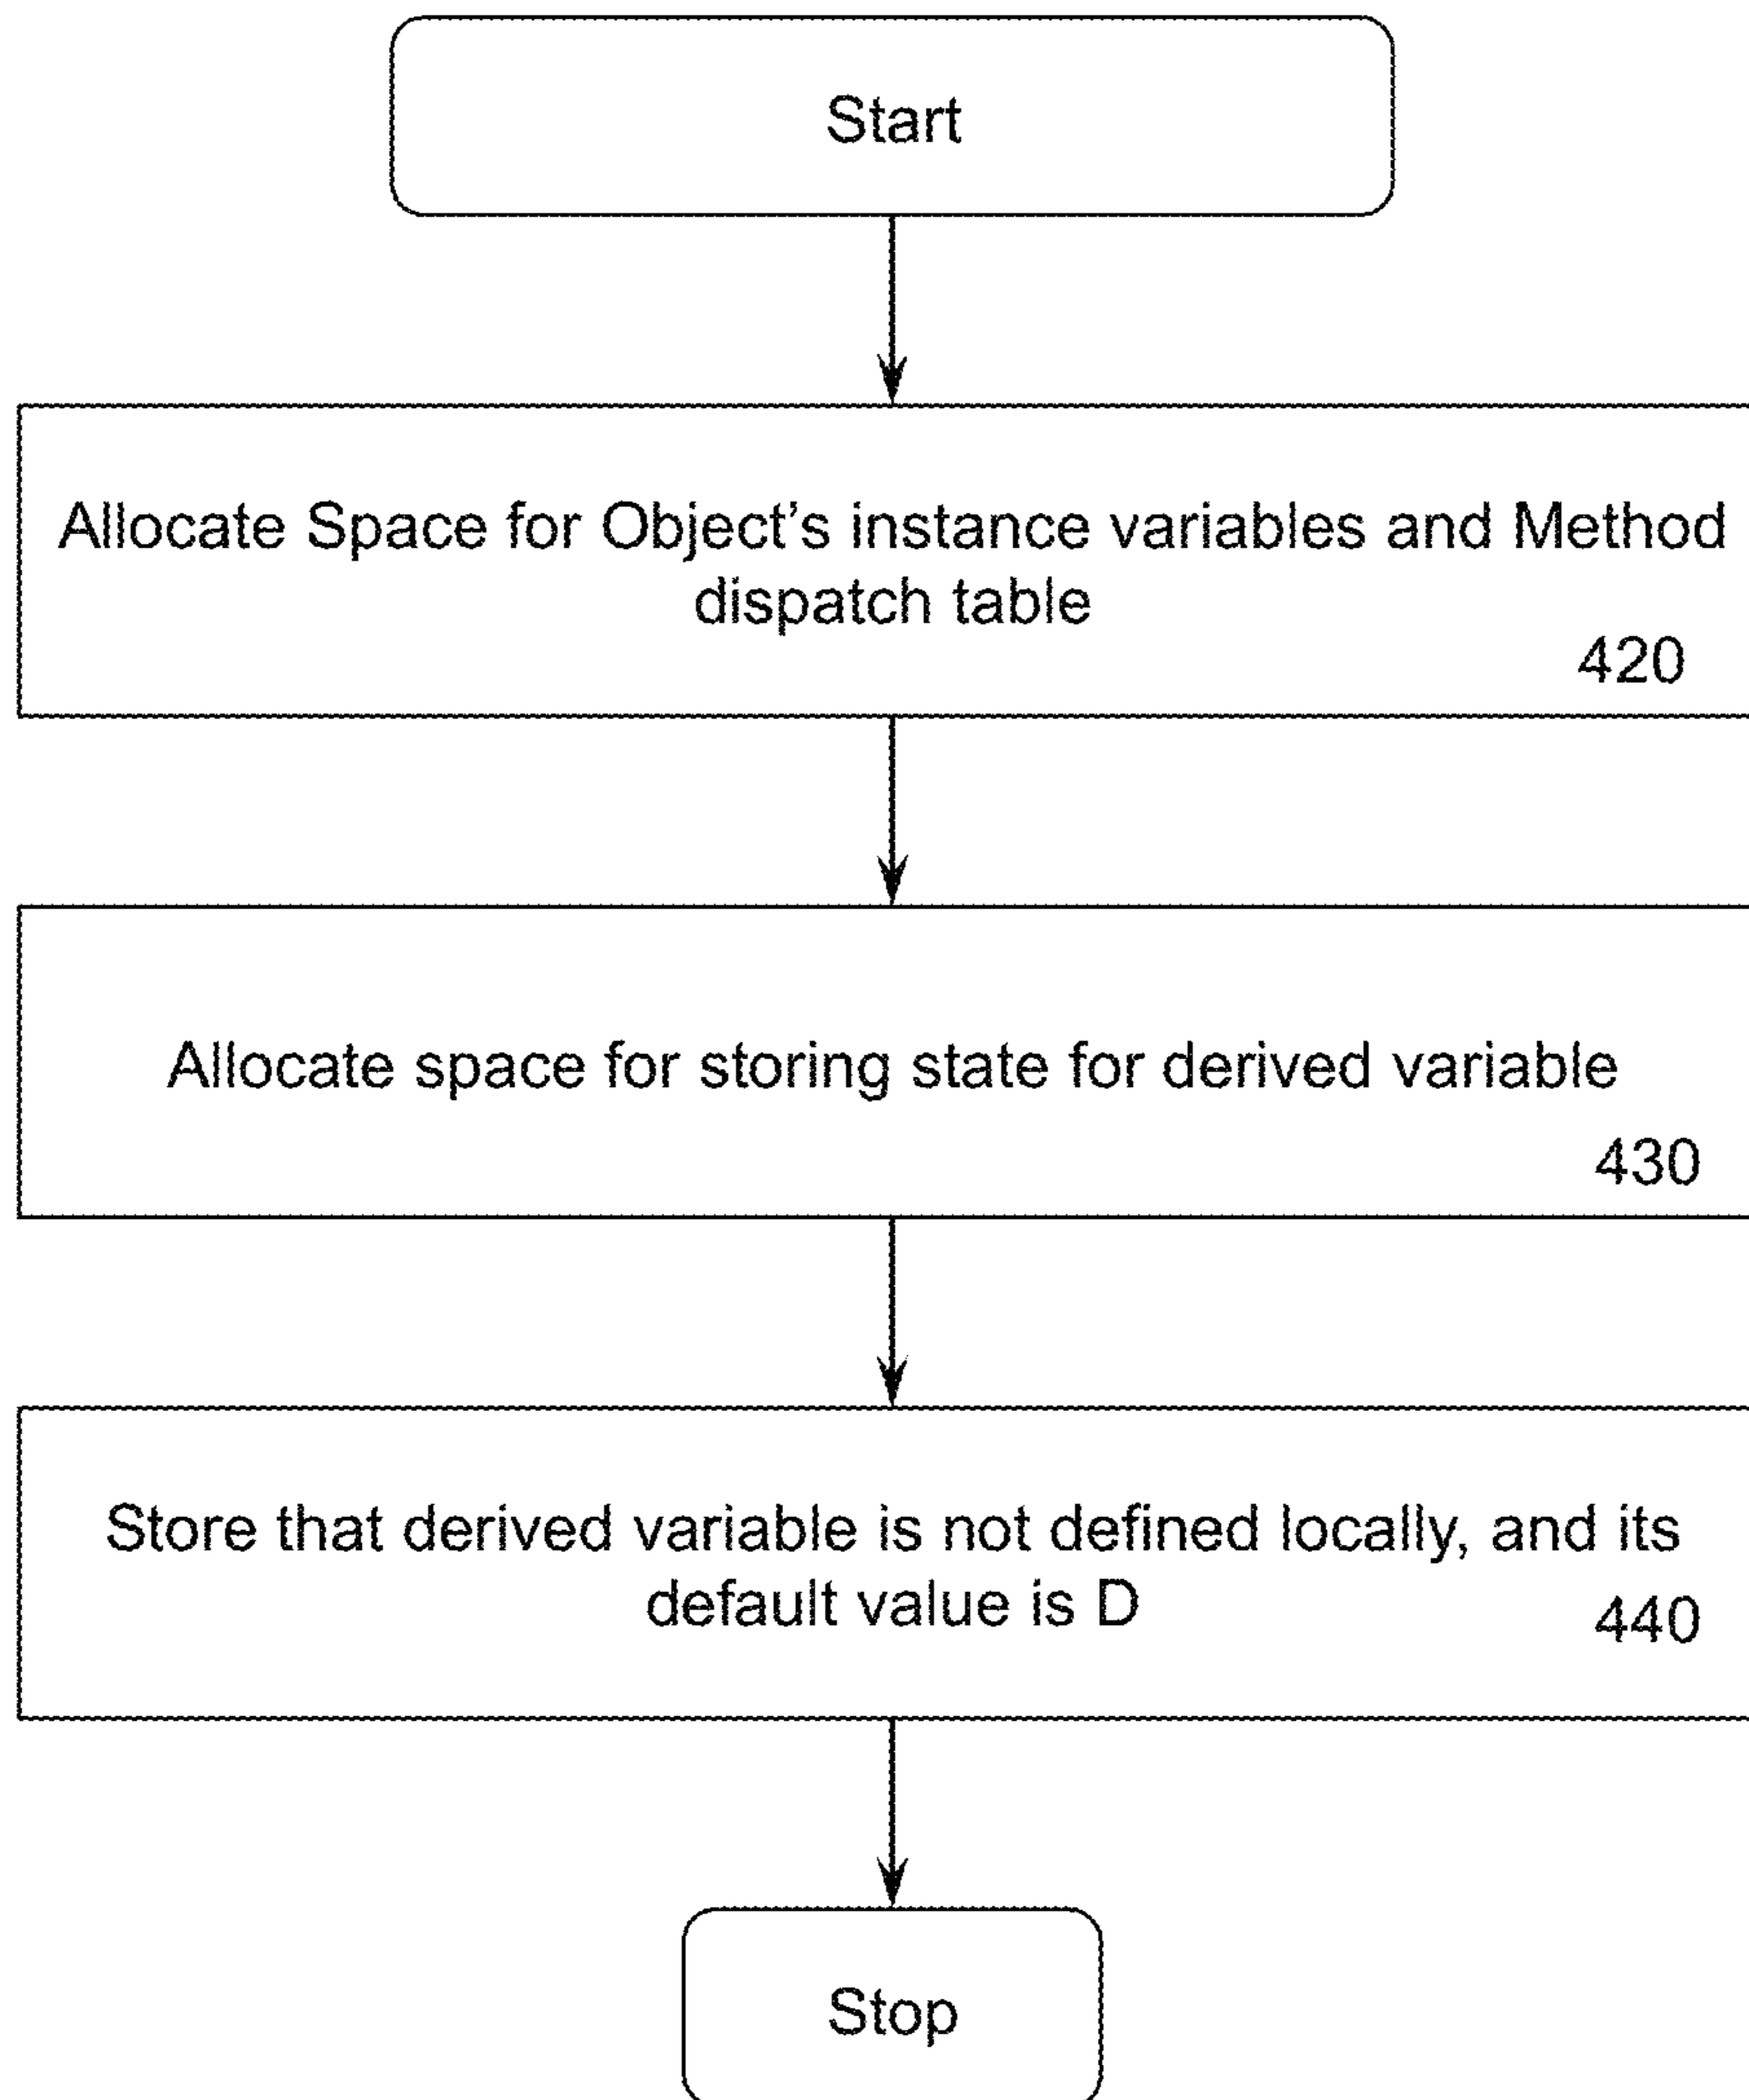 Start
Allocate Space for Object’s instance variables and Method
dispatch table
420
Allocate space for storing state for derived variable
430
Store that derived variable is not defined locally, and its
default value is D
440
Stop